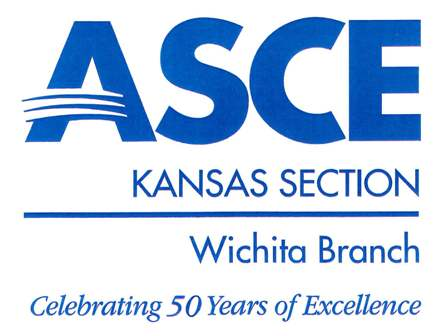 ASCE
KANSAS SECTION
Wichita Branch
Celebrating 50 Years of Excellence